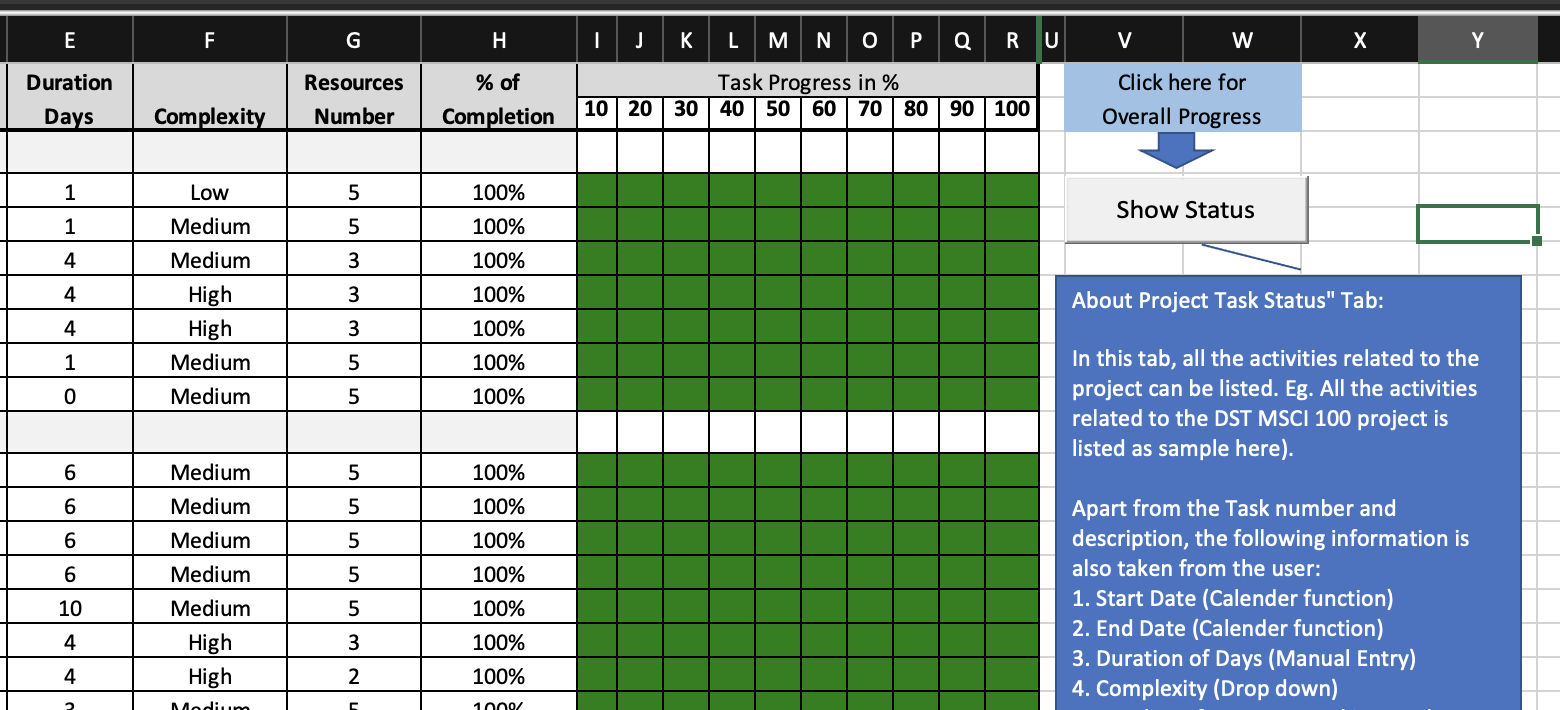 E F G H I J K L M N O P Q R U V W X Y
Duration Days Complexity Resources Number % of Completion Task Progress in %
10 20 30 40 50 60 70 80 90 100
Click here for
Overall Progress
Show Status
1 Low 5 100%
1 Medium 5 100%
4 Medium 3 100%
4 High 3 100%
4 High 3 100%
1 Medium 5 100%
0 Medium 5 100%
6 Medium 5 100%
6 Medium 5 100%
6 Medium 5 100%
6 Medium 5 100%
10 Medium 5 100%
4 High 3 100%
4 High 2 100%
3 Medium 5 100%
About Project Task Status" Tab:
In this tab, all the activities related to the
project can be listed. Eg. All the activities
related to the DST MSCI 100 project is
listed as sample here).
Apart from the Task number and
description, the following information is
also taken from the user:
1. Start Date (Calender function)
2. End Date (Calender function)
3. Duration of Days (Manual Entry)
4. Complexity (Drop down)